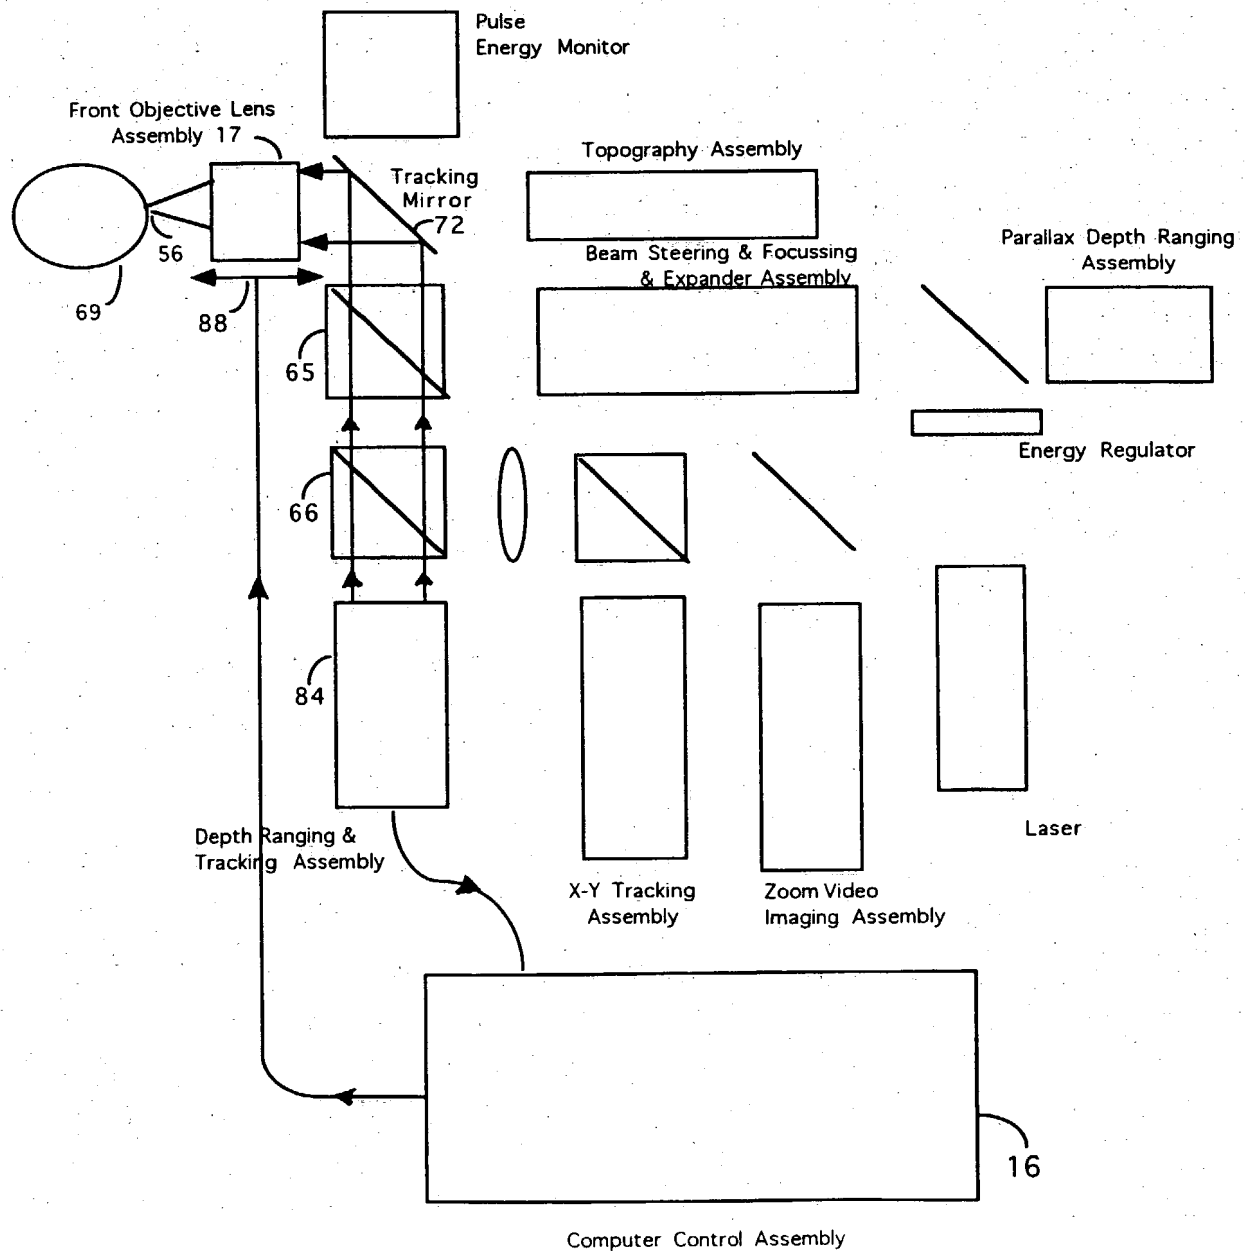 Pulse
Energy Monitor
Front Objective Lens
Assembly 17
Topography Assembly
Tracking
Mirror
72
56
Beam Steering & Focussing
& Expander Assembly
Parallax Depth Ranging
Assembly
69
88
65
Energy Regulator
66
84
Laser
Depth Ranging &
Tracking Assembly
X-Y Tracking
Assembly
Zoom Video
Imaging Assembly
16
Computer Control Assembly